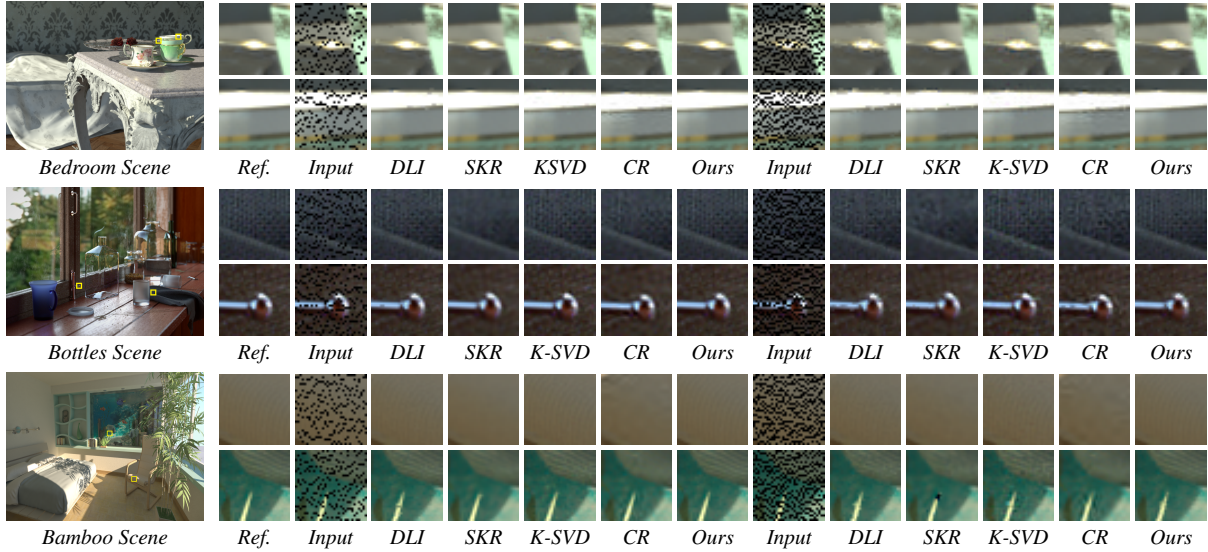 Bedroom Scene Ref. Input DLI SKR KSVD CR Ours Input DLI SKR K-SVD CR Ours
Bottles Scene Ref. Input DLI SKR K-SVD CR Ours Input DLI SKR K-SVD CR Ours
Bamboo Scene Ref. Input DLI SKR K-SVD CR Ours Input DLI SKR K-SVD CR Ours